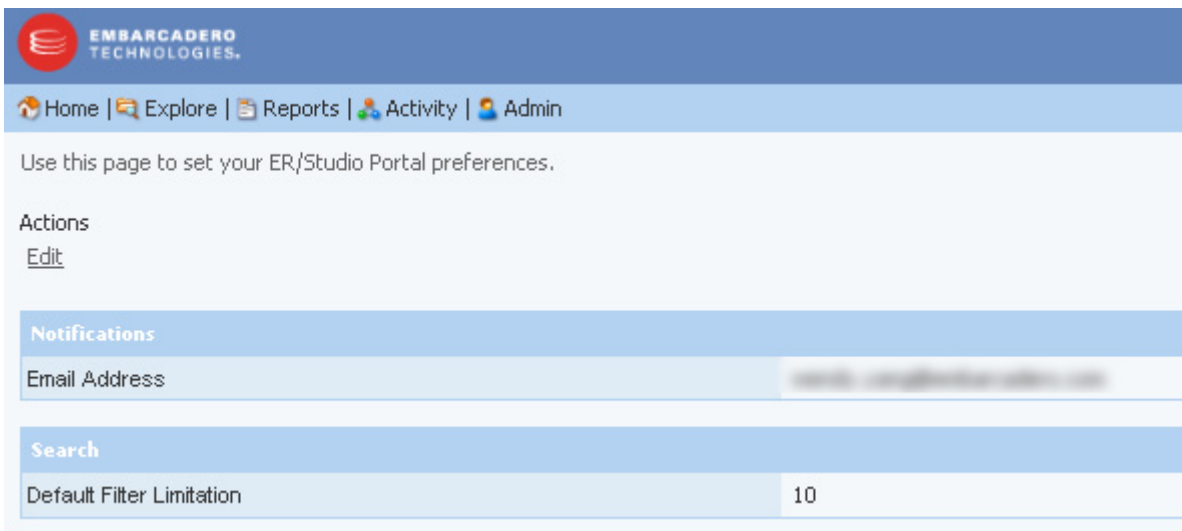 EMBARCADERO
TECHNOLOGIES.
Home | Explore | Reports | Activity | Admin
Use this page to set your ER/Studio Portal preferences.
Actions
Edit
Notifications
Email Address
Search
Default Filter Limitation 10